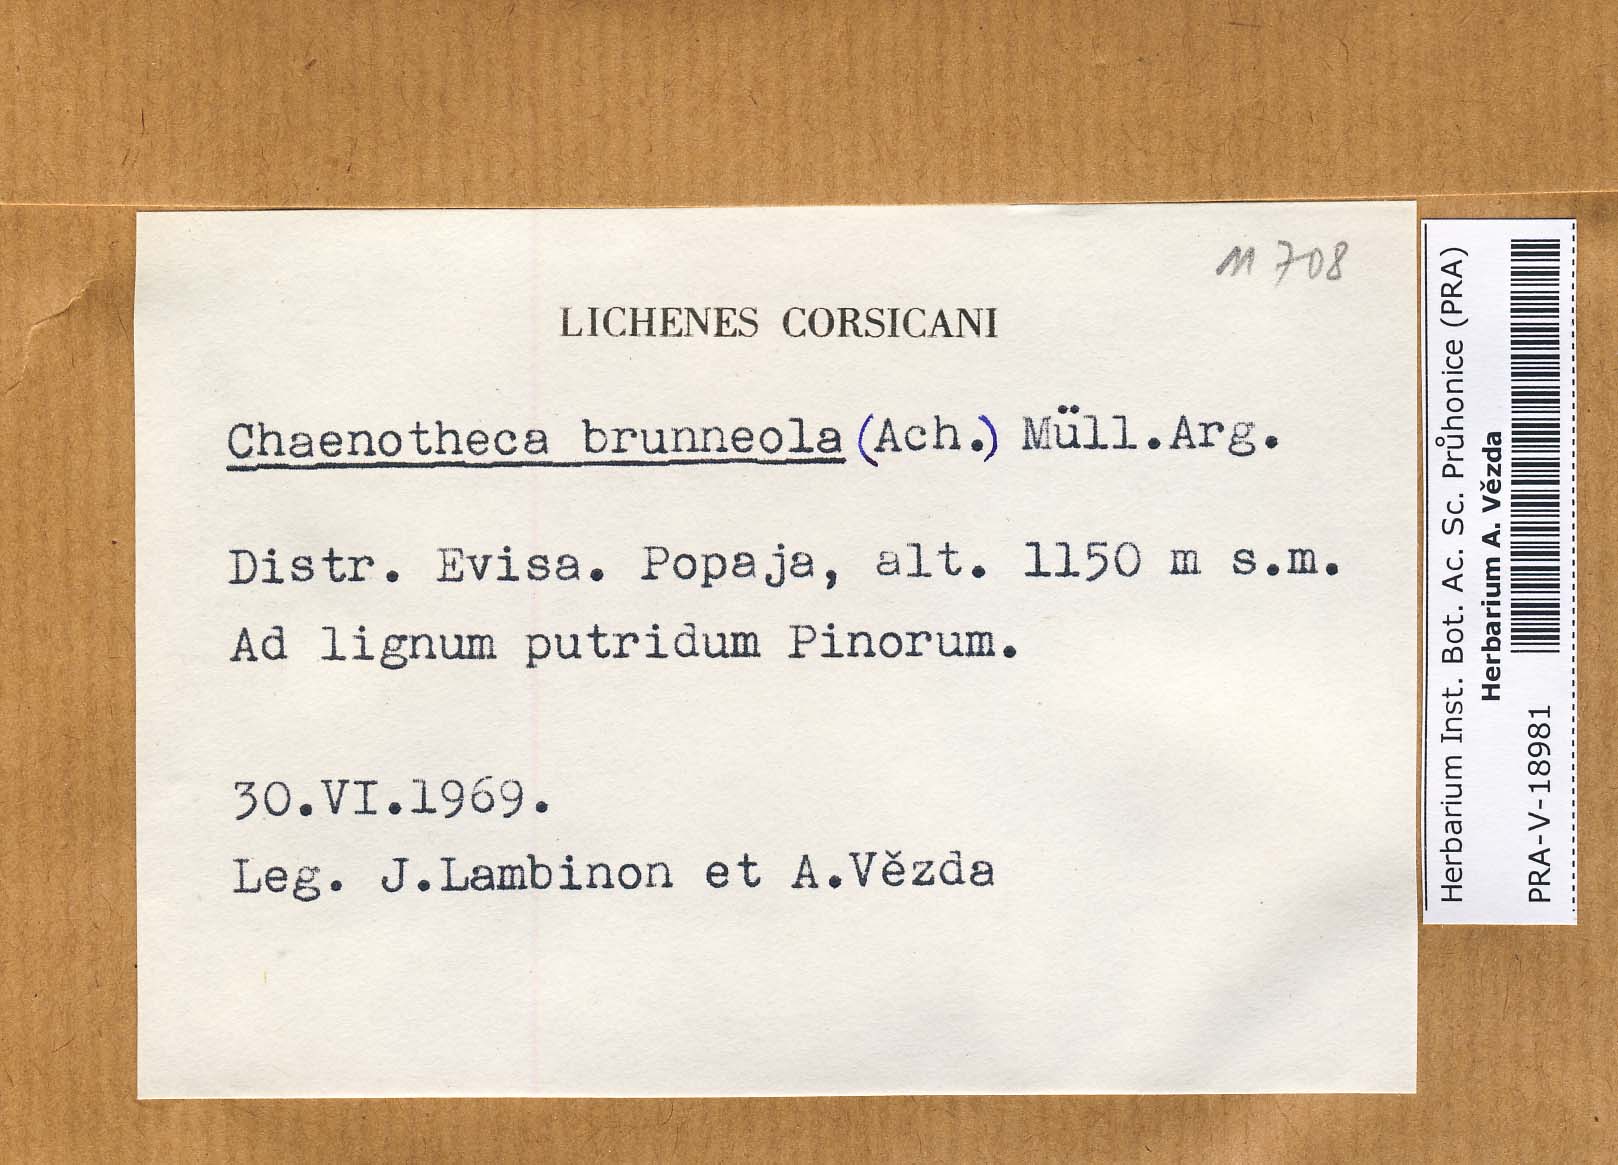 11 708
LICHENES CORSICANI
Chaenotheca brunneola (Ach.) Müll.Arg.
Distr. Evisa. Popaja, alt. 1150 m s.m.
Ad lignum putridum Pinorum.
30.VI.1969.
Leg. J.Lambinon et A.Vězda
Herbarium Inst. Bot. Ac. Sc. Průhonice (PRA)
Herbarium A. Vězda
PRA-V-18981